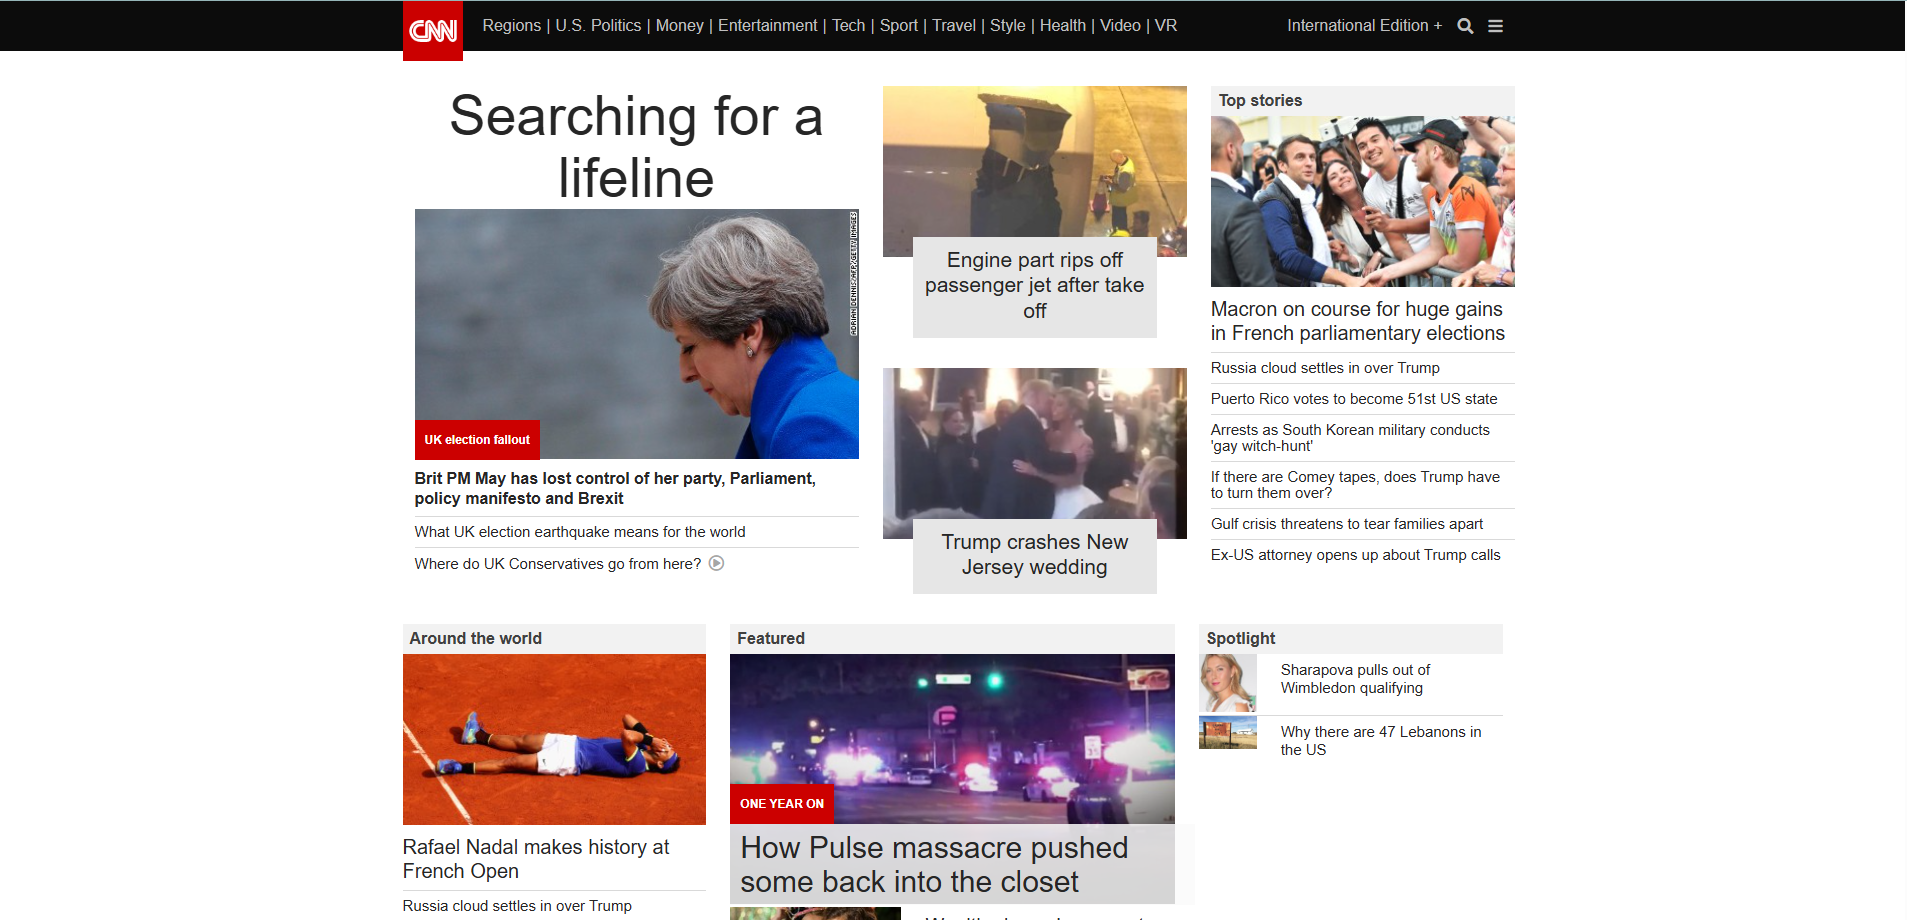 CNN
Regions | U.S. Politics | Money | Entertainment | Tech | Sport | Travel | Style | Health | Video | VR
International Edition +
Searching for a
lifeline
ADRIAN DENNIS/AFP/GETTY IMAGES
UK election fallout
Brit PM May has lost control of her party, Parliament,
policy manifesto and Brexit
What UK election earthquake means for the world
Where do UK Conservatives go from here?
Engine part rips off
passenger jet after take
off
Trump crashes New
Jersey wedding
Top stories
Macron on course for huge gains
in French parliamentary elections
Russia cloud settles in over Trump
Puerto Rico votes to become 51st US state
Arrests as South Korean military conducts
'gay witch-hunt'
If there are Comey tapes, does Trump have
to turn them over?
Gulf crisis threatens to tear families apart
Ex-US attorney opens up about Trump calls
Around the world
Rafael Nadal makes history at
French Open
Russia cloud settles in over Trump
Featured
ONE YEAR ON
How Pulse massacre pushed
some back into the closet
Spotlight
Sharapova pulls out of
Wimbledon qualifying
Why there are 47 Lebanons in
the US